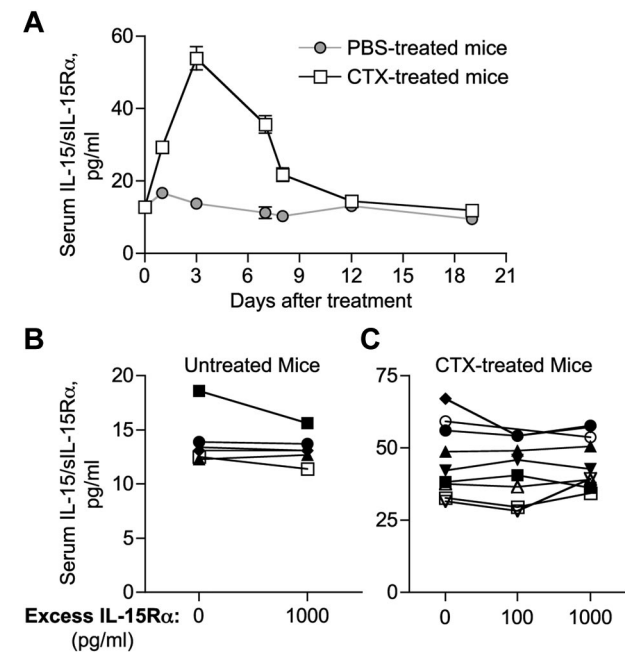 A
Serum IL-15/sIL-15Rα,
pg/ml
60
40
20
0
PBS-treated mice
CTX-treated mice
0 3 6 7 9 12 15 18 21
Days after treatment
B
Untreated Mice
Serum IL-15/sIL-15Rα,
pg/ml
20
15
10
5
0
C
CTX-treated Mice
75
50
25
0
Excess IL-15Rα: 0 1000 0 100 1000
(pg/ml)